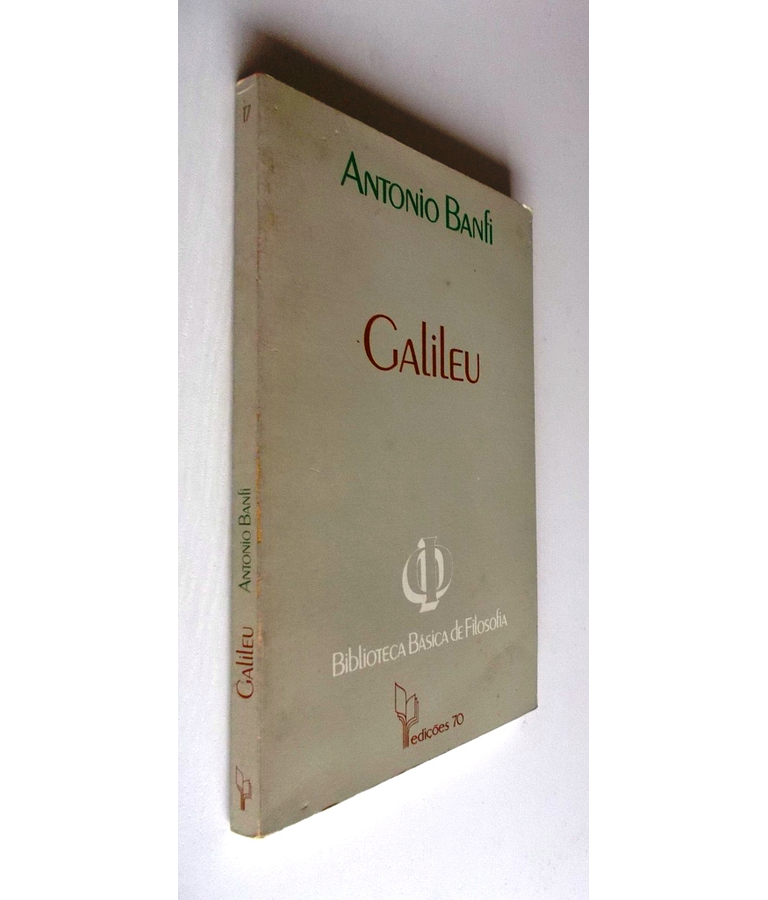 Antonio Banfi
Galileu
Biblioteca Básica de Filosofia
edições 70
Galileu Antonio Banfi 17